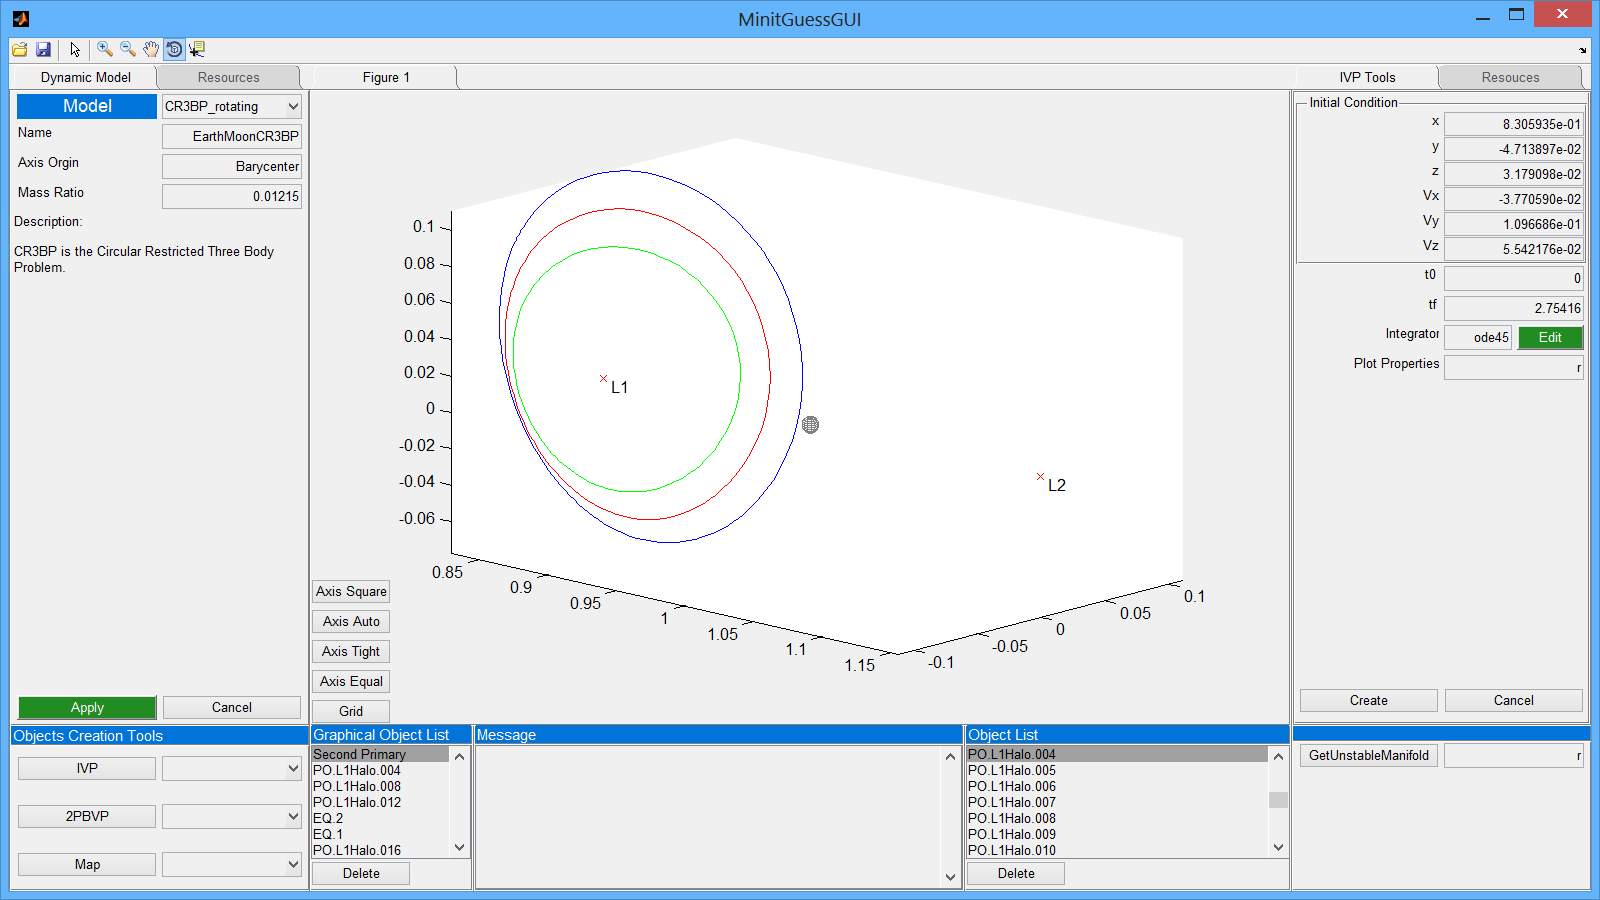 MinitGuessGUI
Dynamic Model
Resources
Figure 1
IVP Tools
Resouces
Model
CR3BP_rotating
Name
EarthMoonCR3BP
Axis Orgin
Barycenter
Mass Ratio
0.01215
Description:
CR3BP is the Circular Restricted Three Body
Problem.
Apply
Cancel
0.1
0.08
0.06
0.04
0.02
0
-0.02
-0.04
-0.06
0.85
0.9
0.95
1
1.05
1.1
1.15
-0.1
-0.05
0
0.05
0.1
L1
L2
Axis Square
Axis Auto
Axis Tight
Axis Equal
Grid
Initial Condition
x
8.305935e-01
y
-4.713897e-02
z
3.179098e-02
Vx
-3.770590e-02
Vy
1.096686e-01
Vz
5.542176e-02
t0
0
tf
2.75416
Integrator
ode45
Edit
Plot Properties
r
Create
Cancel
Objects Creation Tools
IVP
2PBVP
Map
Graphical Object List
Second Primary
PO.L1Halo.004
PO.L1Halo.008
PO.L1Halo.012
EQ.2
EQ.1
PO.L1Halo.016
Delete
Message
Object List
PO.L1Halo.004
PO.L1Halo.005
PO.L1Halo.006
PO.L1Halo.007
PO.L1Halo.008
PO.L1Halo.009
PO.L1Halo.010
Delete
GetUnstableManifold
r